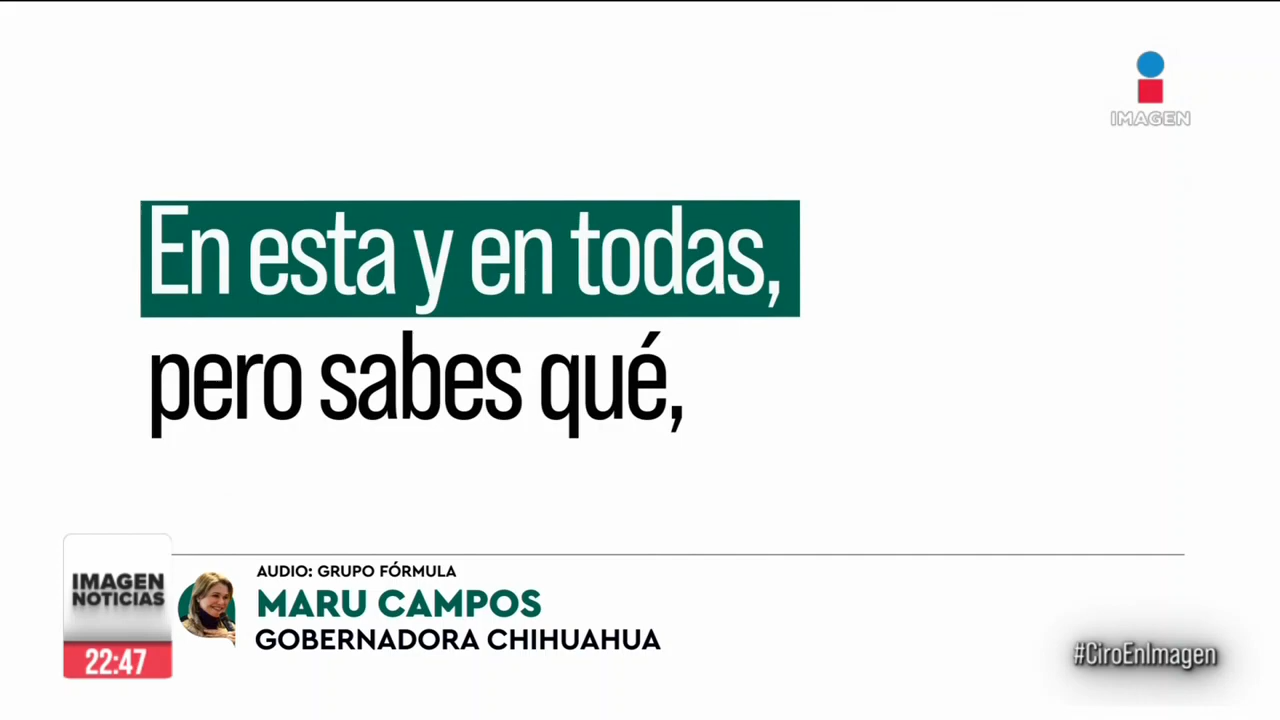 IMAGEN
En esta y en todas,
pero sabes qué,
IMAGEN
NOTICIAS
22:47
AUDIO: GRUPO FÓRMULA
MARU CAMPOS
GOBERNADORA CHIHUAHUA
#CiroEnImagen